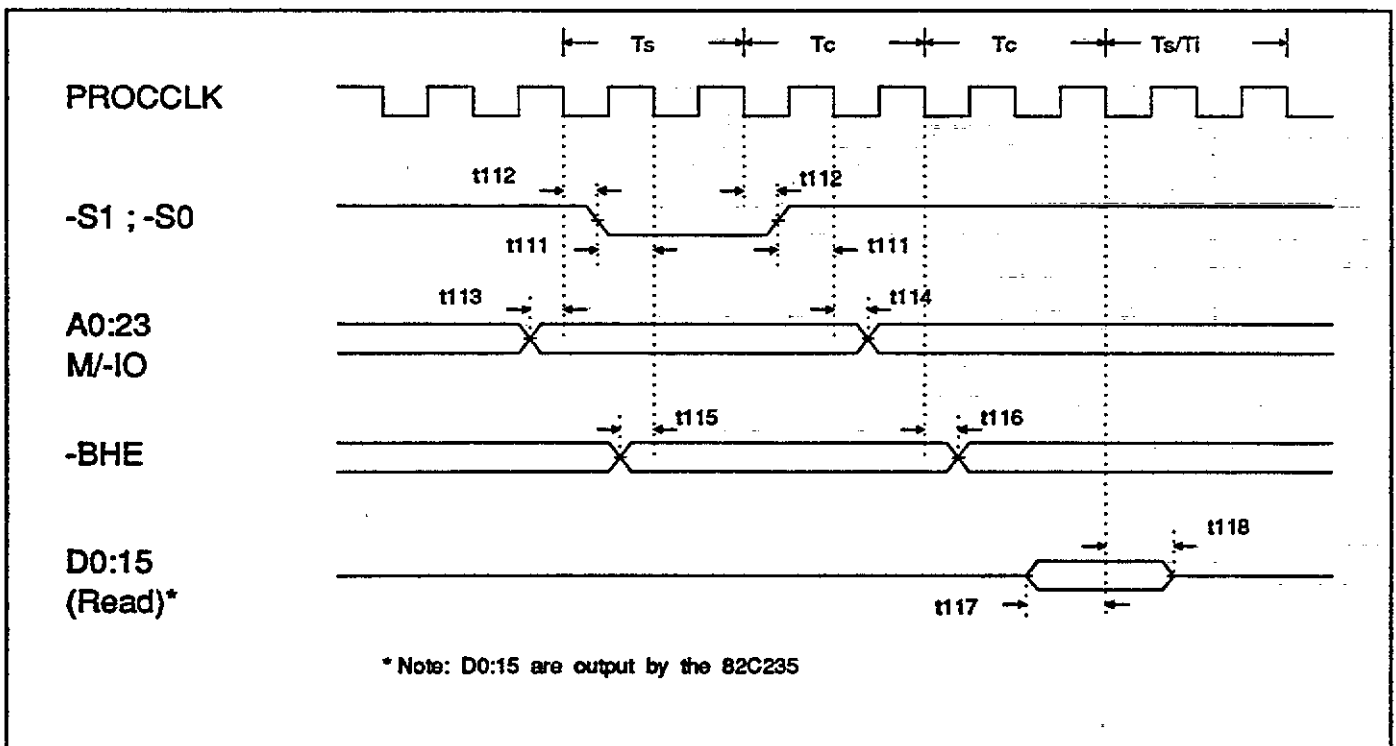 Ts Tc Tc Ts/Ti
PROCCLK
t112 t112
-S1 ; -S0
t111 t111
t113 t114
A0:23
M/-IO
t115 t116
-BHE
t118
D0:15
(Read)*
t117
* Note: D0:15 are output by the 82C235